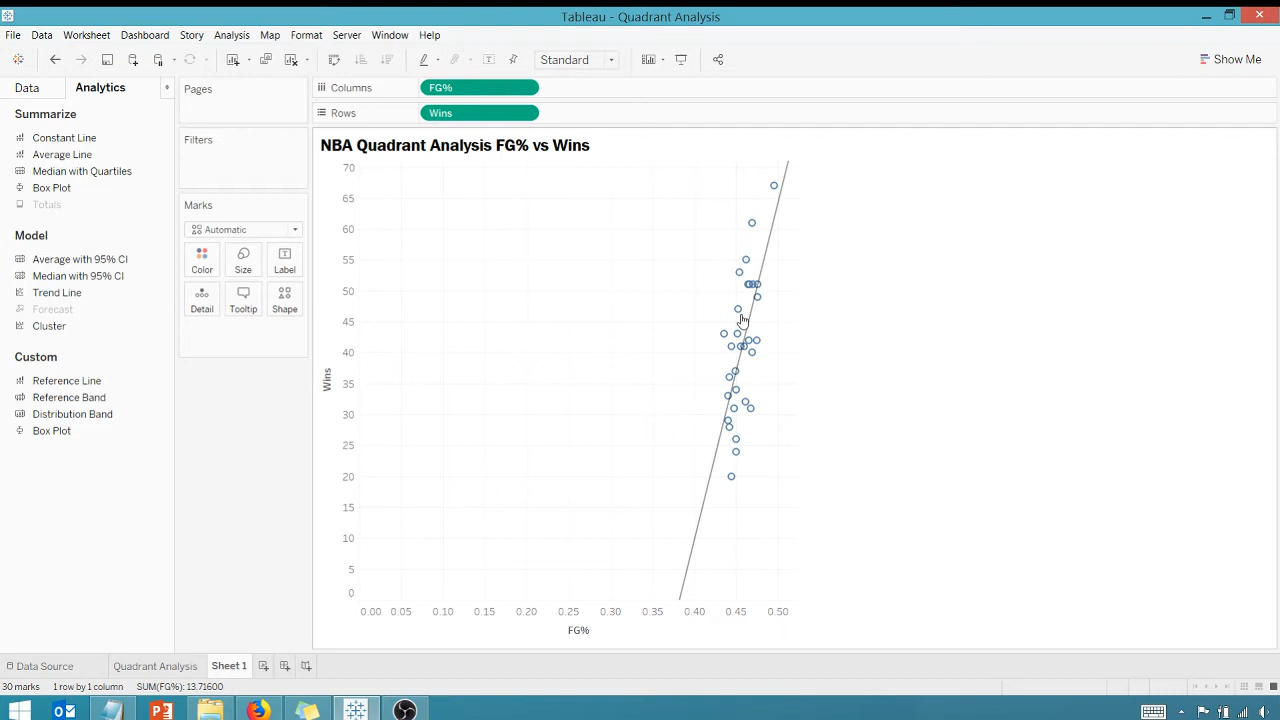 Tableau - Quadrant Analysis
File Data Worksheet Dashboard Story Analysis Map Format Server Window Help
Standard
Show Me
Data Analytics
Summarize
Constant Line
Average Line
Median with Quartiles
Box Plot
Totals
Model
Average with 95% CI
Median with 95% CI
Trend Line
Forecast
Cluster
Custom
Reference Line
Reference Band
Distribution Band
Box Plot
Pages
Filters
Marks
Automatic
Color Size Label
Detail Tooltip Shape
Columns FG%
Rows Wins
NBA Quadrant Analysis FG% vs Wins
70
65
60
55
50
45
40
35
30
25
20
15
10
5
0
Wins
0.00 0.05 0.10 0.15 0.20 0.25 0.30 0.35 0.40 0.45 0.50
FG%
Data Source Quadrant Analysis Sheet 1
30 marks 1 row by 1 column SUM(FG%): 13.71600